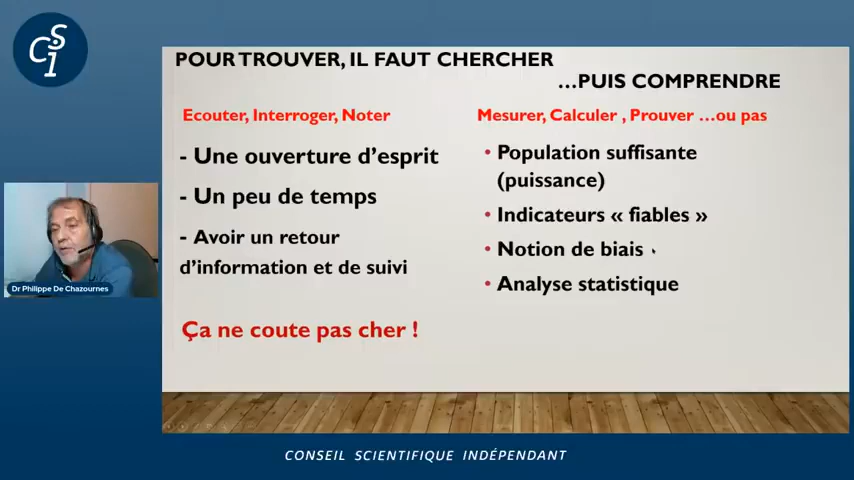 CSI
POUR TROUVER, IL FAUT CHERCHER
...PUIS COMPRENDRE
Ecouter, Interroger, Noter
- Une ouverture d'esprit
- Un peu de temps
- Avoir un retour
d'information et de suivi
Ça ne coute pas cher !
Mesurer, Calculer , Prouver ...ou pas
• Population suffisante
(puissance)
• Indicateurs « fiables »
• Notion de biais
• Analyse statistique
Dr Philippe De Chazournes
CONSEIL SCIENTIFIQUE INDÉPENDANT